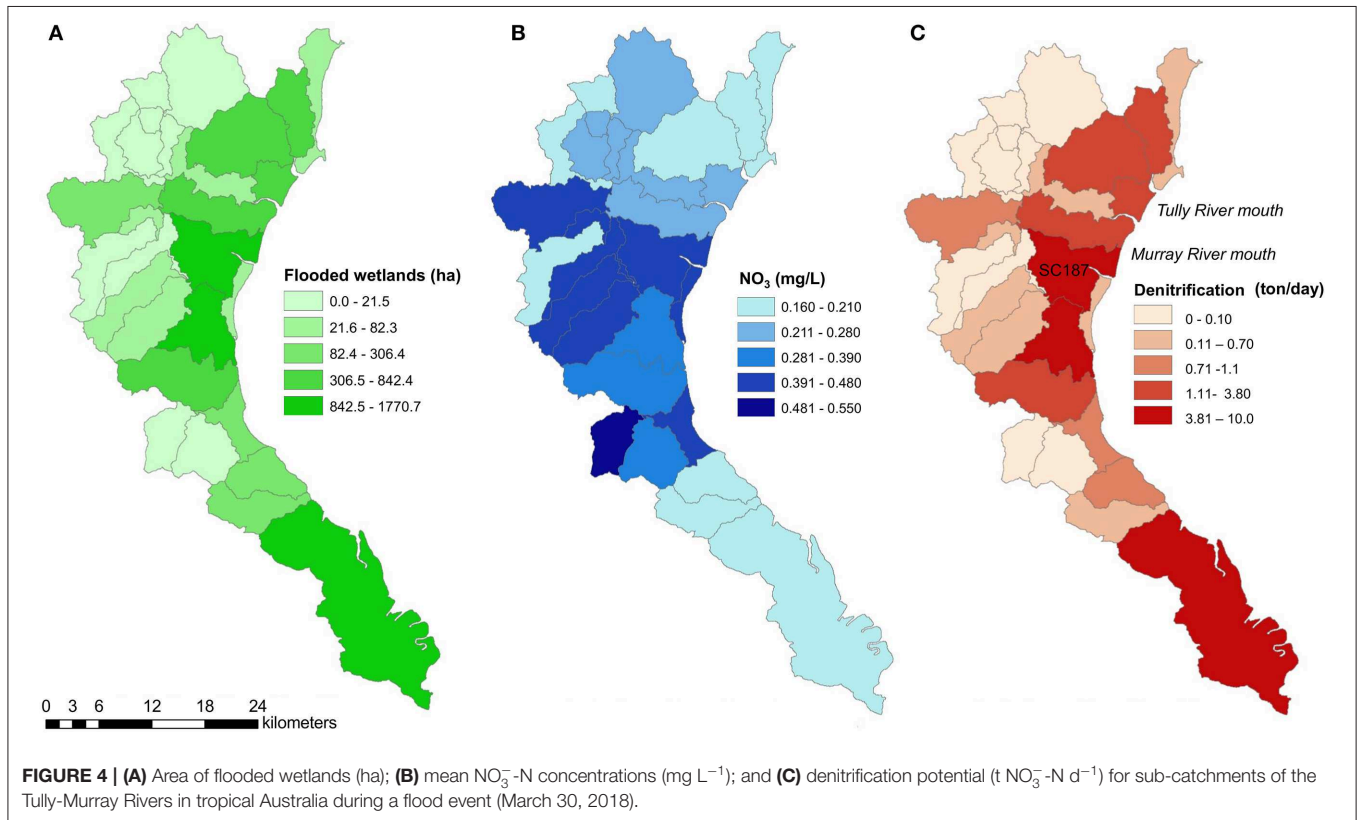 A
B
C
Flooded wetlands (ha)
0.0 - 21.5
21.6 - 82.3
82.4 - 306.4
306.5 - 842.4
842.5 - 1770.7
NO₃ (mg/L)
0.160 - 0.210
0.211 - 0.280
0.281 - 0.390
0.391 - 0.480
0.481 - 0.550
Tully River mouth
Murray River mouth
SC187
Denitrification (ton/day)
0 - 0.10
0.11 – 0.70
0.71 -1.1
1.11- 3.80
3.81 – 10.0
0 3 6 12 18 24
kilometers
FIGURE 4 | (A) Area of flooded wetlands (ha); (B) mean NO₃⁻-N concentrations (mg L⁻¹); and (C) denitrification potential (t NO₃⁻-N d⁻¹) for sub-catchments of the
Tully-Murray Rivers in tropical Australia during a flood event (March 30, 2018).